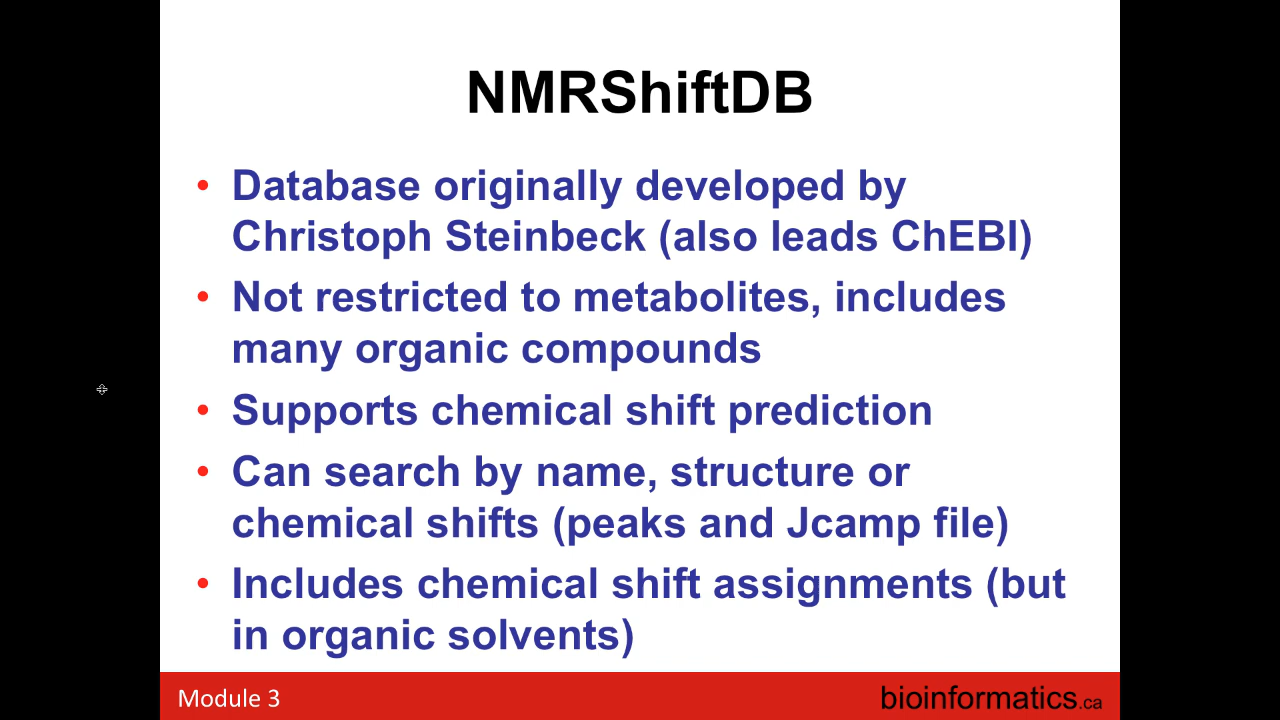 NMRShiftDB
• Database originally developed by
Christoph Steinbeck (also leads ChEBI)
• Not restricted to metabolites, includes
many organic compounds
• Supports chemical shift prediction
• Can search by name, structure or
chemical shifts (peaks and Jcamp file)
• Includes chemical shift assignments (but
in organic solvents)
Module 3
bioinformatics.ca